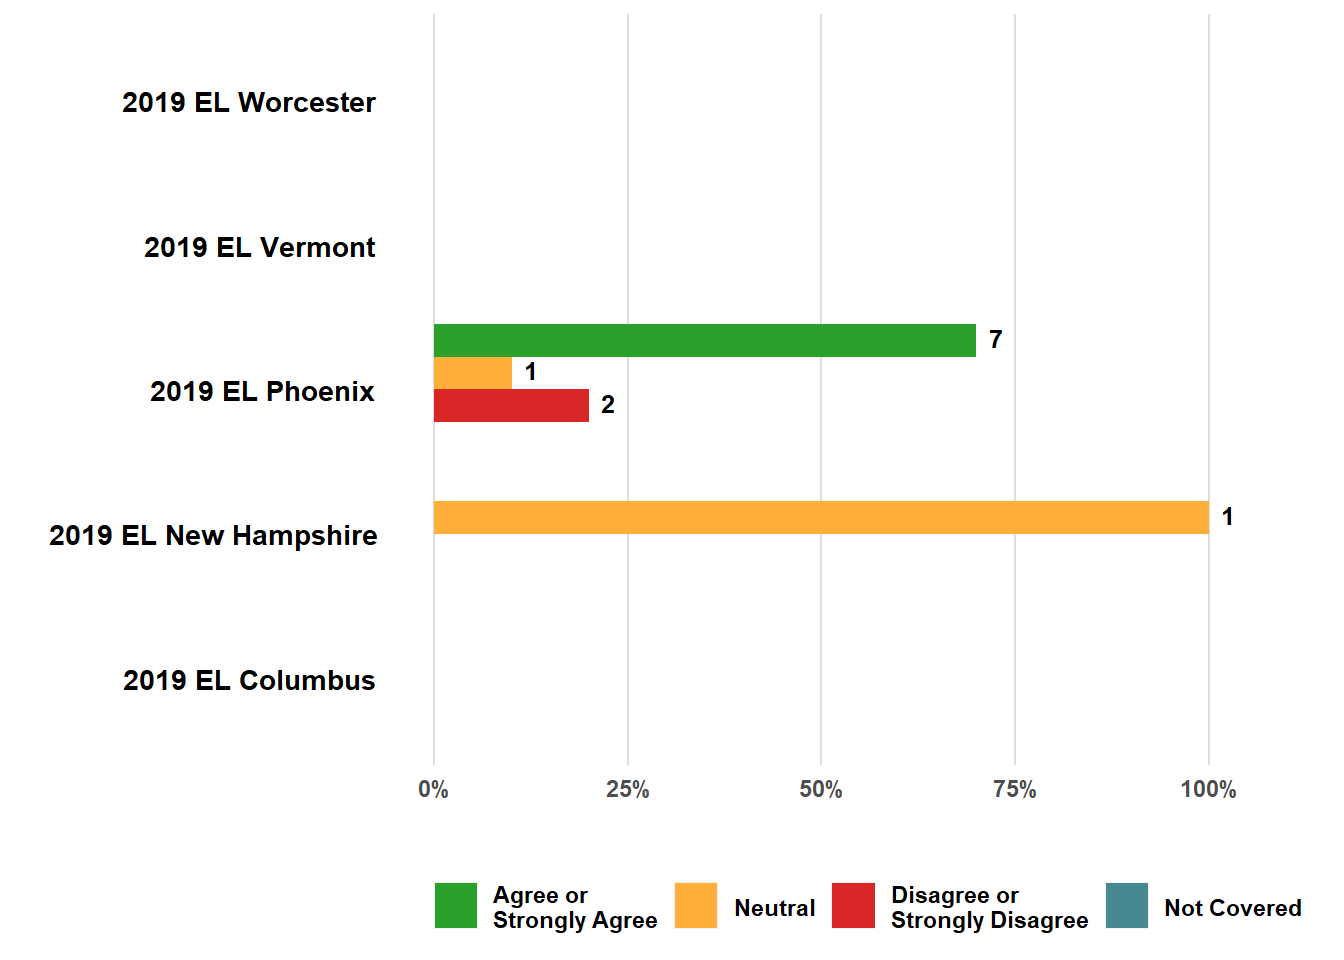 2019 EL Worcester
2019 EL Vermont
7
1
2019 EL Phoenix
2
1
2019 EL New Hampshire
2019 EL Columbus
0%
25%
50%
75%
100%
Agree or
Strongly Agree
Neutral
Disagree or
Strongly Disagree
Not Covered